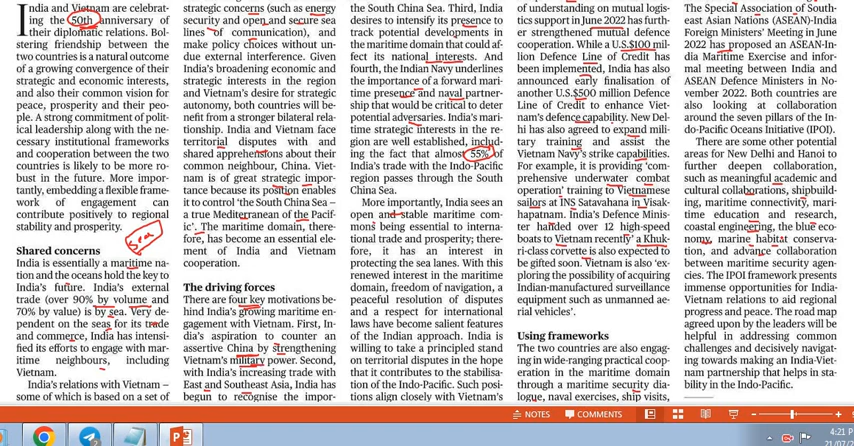 India and Vietnam are celebrat-
ing the 50th anniversary of
their diplomatic relations. Bol-
stering friendship between the
two countries is a natural outcome
of a growing convergence of their
strategic and economic interests,
and also their common vision for
peace, prosperity and their peo-
ple. A strong commitment of pol-
itical leadership along with the
necessary institutional frameworks
and cooperation between the two
countries is likely to be more ro-
bust in the future. More impor-
tantly, embedding a flexible frame-
work of engagement can
contribute positively to regional
stability and prosperity.
Sea
Shared concerns
India is essentially a maritime na-
tion and the oceans hold the key to
India's future. India's external
trade (over 90% by volume and
70% by value) is by sea. Very de-
pendent on the seas for its trade
and commerce, India has intensi-
fied its efforts to engage with mar-
itime neighbours, including
Vietnam.
India's relations with Vietnam –
some of which is based on a set of
strategic concerns (such as energy
security and open and secure sea
lines of communication), and
make policy choices without un-
due external interference. Given
India's broadening economic and
strategic interests in the region
and Vietnam's desire for strategic
autonomy, both countries will be-
nefit from a stronger bilateral rela-
tionship. India and Vietnam face
territorial disputes with and
shared apprehensions about their
common neighbour, China. Viet-
nam is of great strategic impor-
tance because its position enables
it to control 'the South China Sea –
a true Mediterranean of the Pacif-
ic'. The maritime domain, there-
fore, has become an essential ele-
ment of India and Vietnam
cooperation.
The driving forces
There are four key motivations be-
hind India's growing maritime en-
gagement with Vietnam. First, In-
dia's aspiration to counter an
assertive China by strengthening
Vietnam's military power. Second,
with India's increasing trade with
East and Southeast Asia, India has
begun to recognise the impor-
the South China Sea. Third, India
desires to intensify its presence to
track potential developments in
the maritime domain that could af-
fect its national interests. And
fourth, the Indian Navy underlines
the importance of a forward mari-
time presence and naval partner-
ship that would be critical to deter
potential adversaries. India's mari-
time strategic interests in the re-
gion are well established, includ-
ing the fact that almost 55% of
India's trade with the Indo-Pacific
region passes through the South
China Sea.
More importantly, India sees an
open and stable maritime com-
mons being essential to interna-
tional trade and prosperity; there-
fore, it has an interest in
protecting the sea lanes. With this
renewed interest in the maritime
domain, freedom of navigation, a
peaceful resolution of disputes
and a respect for international
laws have become salient features
of the Indian approach. India is
willing to take a principled stand
on territorial disputes in the hope
that it contributes to the stabilisa-
tion of the Indo-Pacific. Such posi-
tions align closely with Vietnam's
of understanding on mutual logis-
tics support in June 2022 has furth-
er strengthened mutual defence
cooperation. While a U.S.$100 mil-
lion Defence Line of Credit has
been implemented, India has also
announced early finalisation of
another U.S.$500 million Defence
Line of Credit to enhance Viet-
nam's defence capability. New Del-
hi has also agreed to expand mili-
tary training and assist the
Vietnam Navy's strike capabilities.
For example, it is providing 'com-
prehensive underwater combat
operation' training to Vietnamese
sailors at INS Satavahana in Visak-
hapatnam. India's Defence Minis-
ter handed over 12 high-speed
boats to Vietnam recently' a Khuk-
ri-class corvette is also expected to
be gifted soon. Vietnam is also 'ex-
ploring the possibility of acquiring
Indian-manufactured surveillance
equipment such as unmanned ae-
rial vehicles'.
Using frameworks
The two countries are also engag-
ing in wide-ranging practical coop-
eration in the maritime domain
through a maritime security dia-
logue, naval exercises, ship visits,
The Special Association of South-
east Asian Nations (ASEAN)-India
Foreign Ministers' Meeting in June
2022 has proposed an ASEAN-In-
dia Maritime Exercise and infor-
mal meeting between India and
ASEAN Defence Ministers in No-
vember 2022. Both countries are
also looking at collaboration
around the seven pillars of the In-
do-Pacific Oceans Initiative (IPOI).
There are some other potential
areas for New Delhi and Hanoi to
further deepen collaboration,
such as meaningful academic and
cultural collaborations, shipbuild-
ing, maritime connectivity, mari-
time education and research,
coastal engineering, the blue eco-
nomy, marine habitat conserva-
tion, and advance collaboration
between maritime security agen-
cies. The IPOI framework presents
immense opportunities for India-
Vietnam relations to aid regional
progress and peace. The road map
agreed upon by the leaders will be
helpful in addressing common
challenges and decisively navigat-
ing towards making an India-Viet-
nam partnership that helps in sta-
bility in the Indo-Pacific.
NOTES COMMENTS
4:21 P
21/07/2